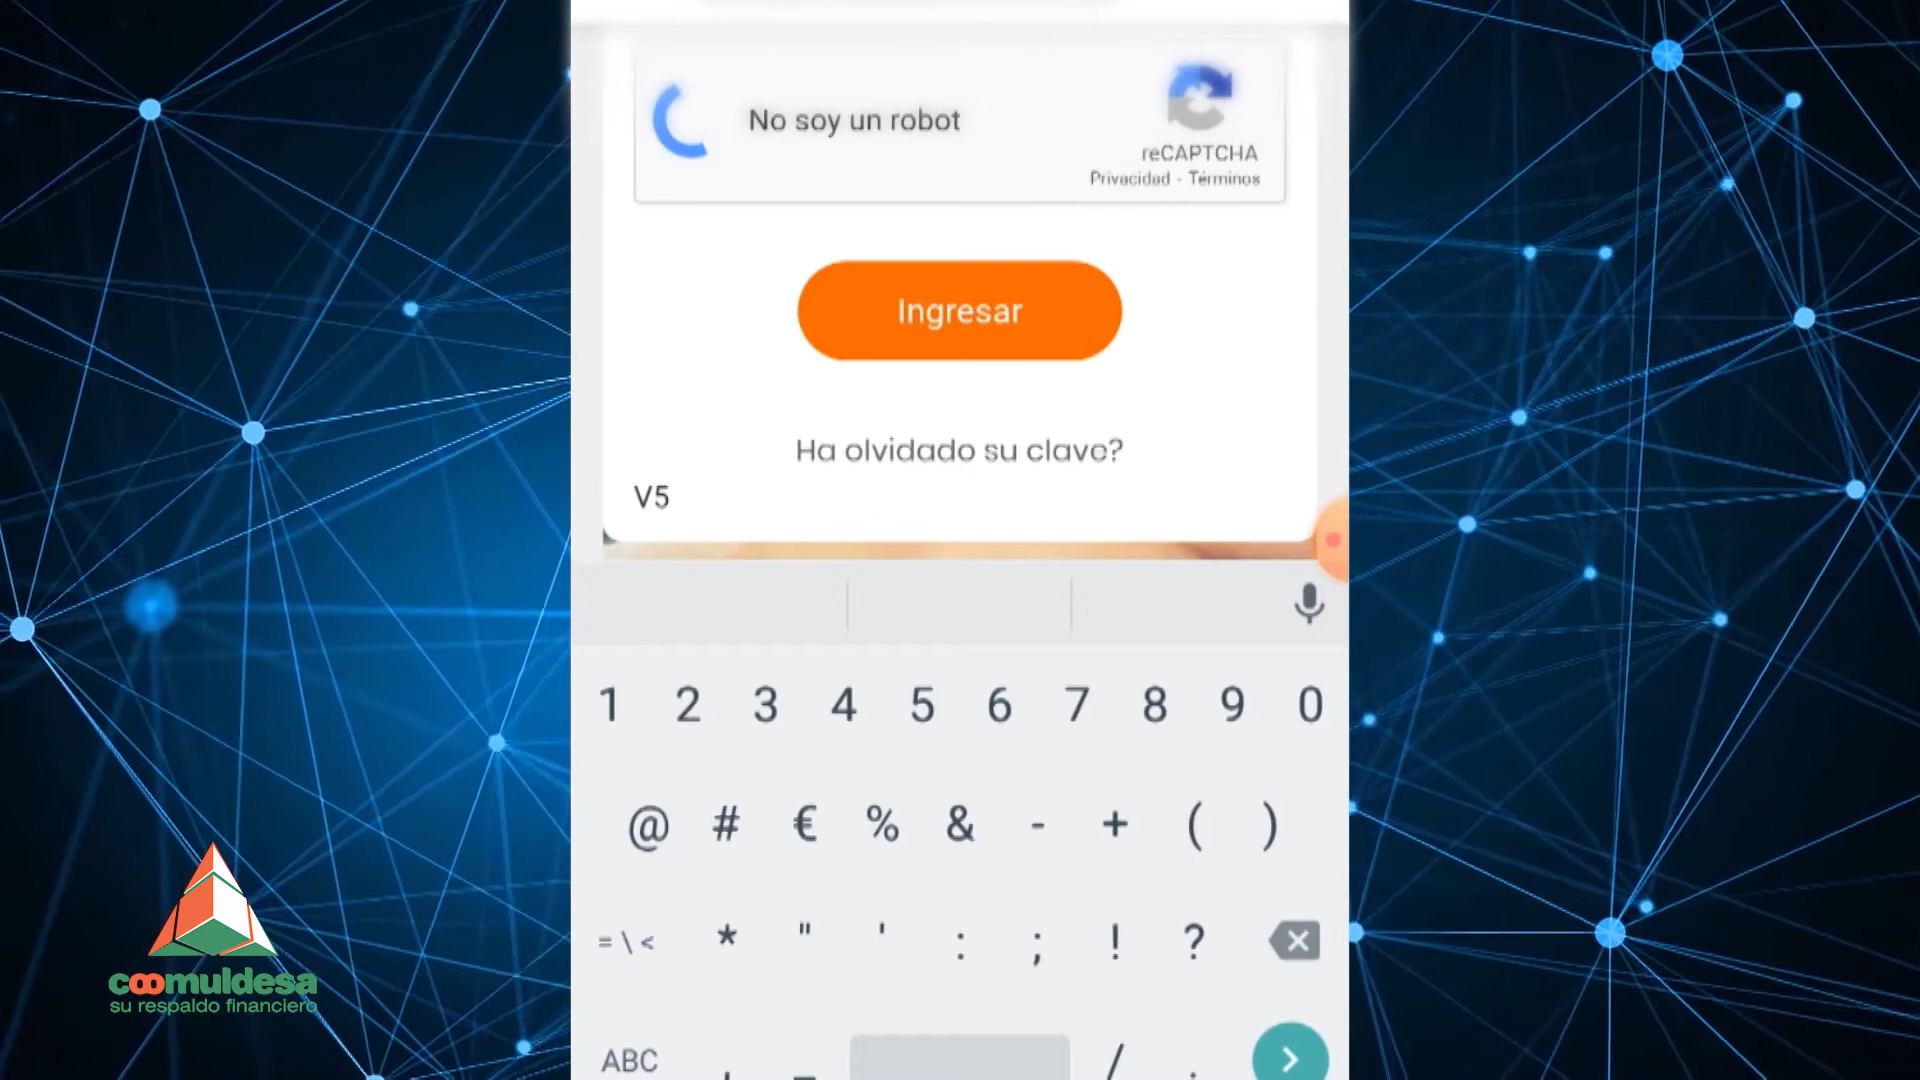 No soy un robot
reCAPTCHA
Privacidad - Términos
Ingresar
Ha olvidado su clave?
V5
1 2 3 4 5 6 7 8 9 0
@ # € % & - + ( )
= \ < * " ' : ; ! ?
ABC , _ / .
coomuldesa
su respaldo financiero